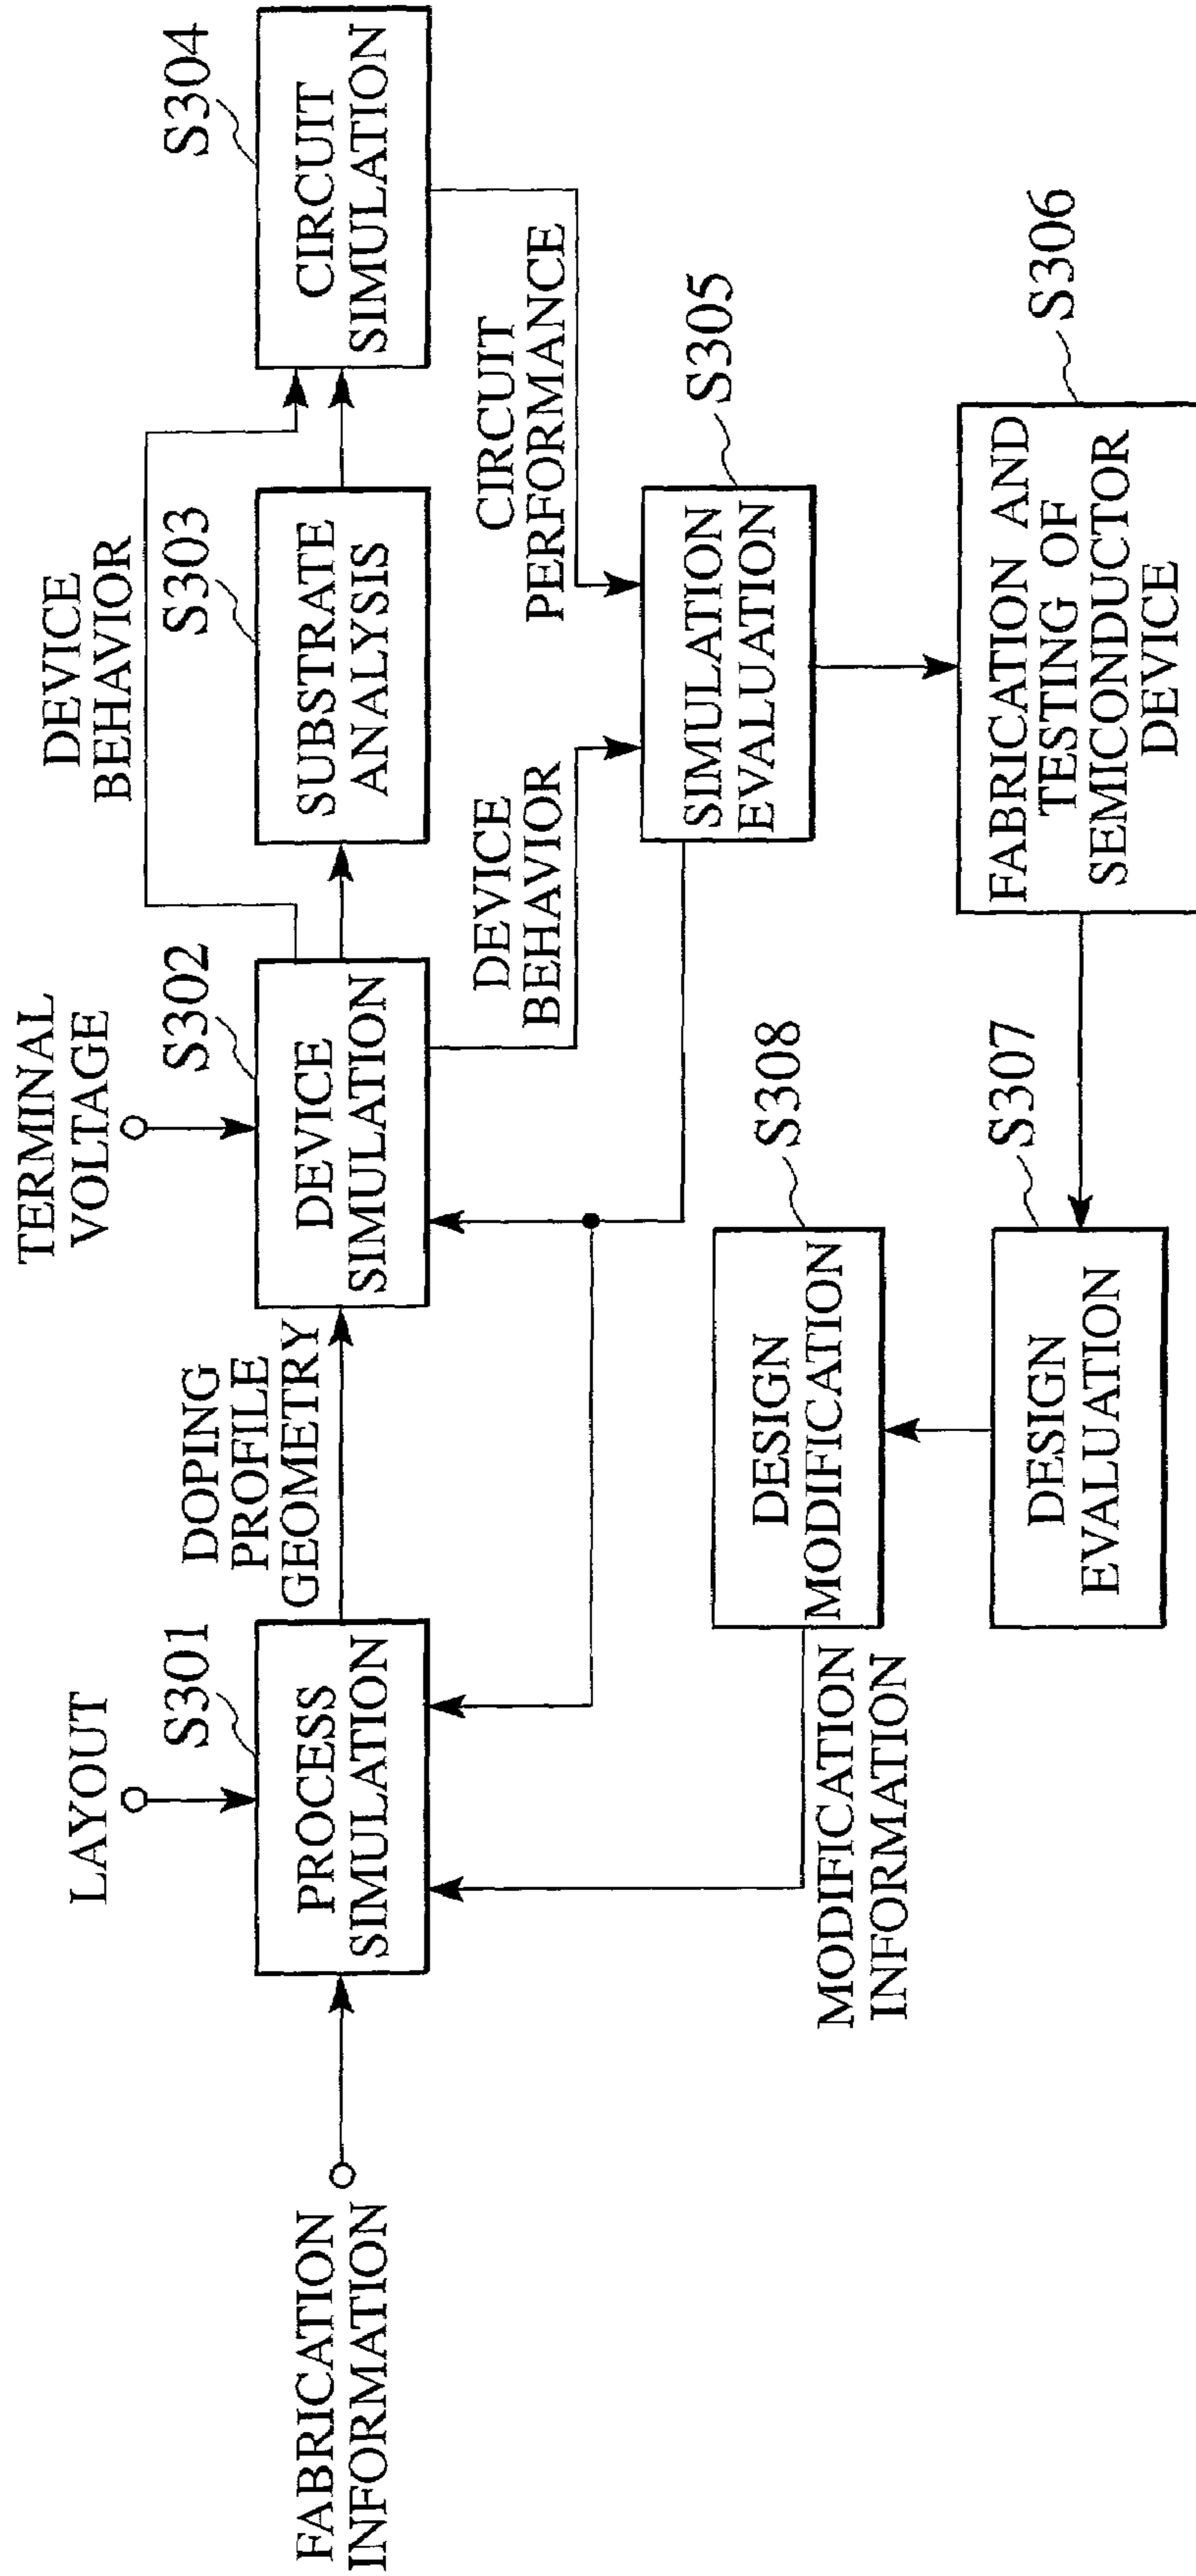 FABRICATION
INFORMATION
LAYOUT
S301
PROCESS
SIMULATION
DOPING
PROFILE
GEOMETRY
TERMINAL
VOLTAGE
S302
DEVICE
SIMULATION
DEVICE
BEHAVIOR
S303
SUBSTRATE
ANALYSIS
S304
CIRCUIT
SIMULATION
DEVICE
BEHAVIOR
CIRCUIT
PERFORMANCE
S305
SIMULATION
EVALUATION
MODIFICATION
INFORMATION
S308
DESIGN
MODIFICATION
S307
DESIGN
EVALUATION
S306
FABRICATION AND
TESTING OF
SEMICONDUCTOR
DEVICE